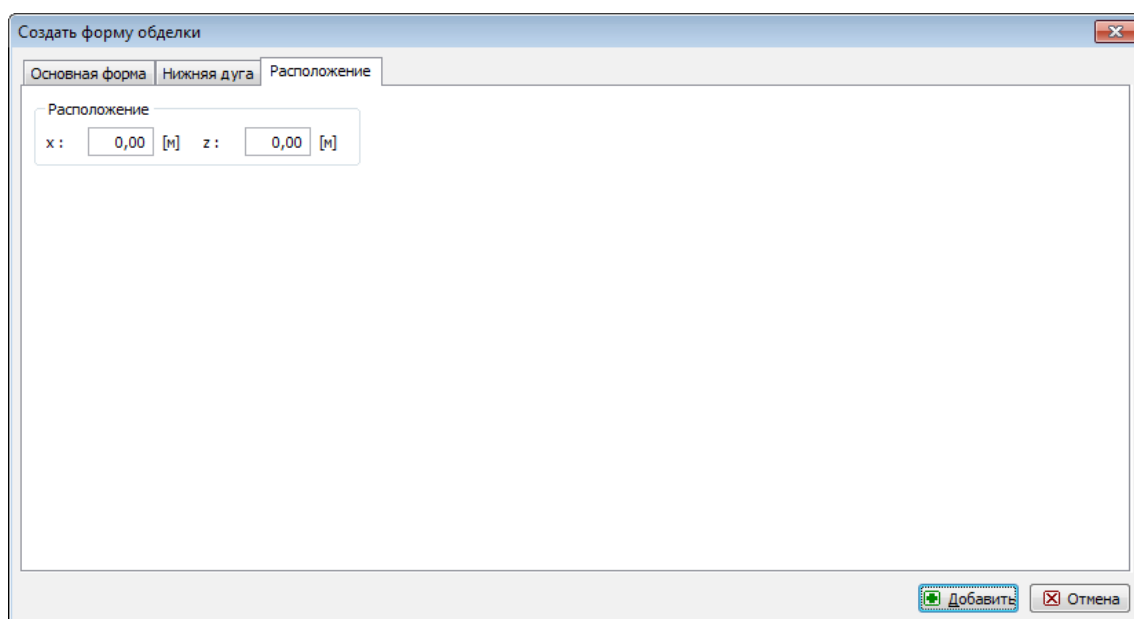 Создать форму обделки
Основная форма Нижняя дуга Расположение
Расположение
x : 0,00 [м] z : 0,00 [м]
Добавить Отмена